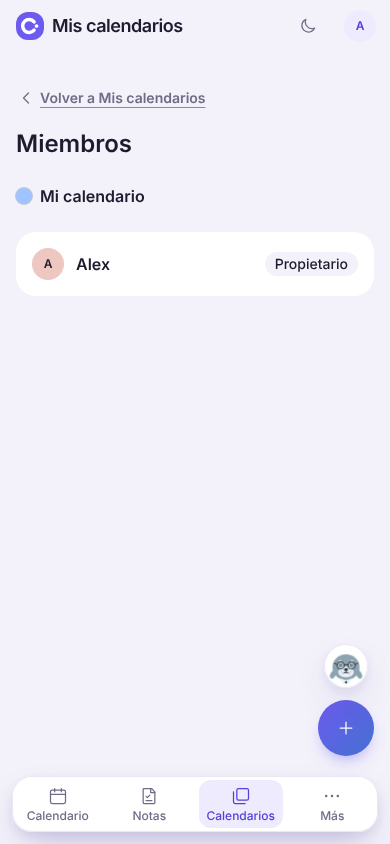 Mis calendarios
A
Volver a Mis calendarios
Miembros
Mi calendario
A
Alex
Propietario
Calendario
Notas
Calendarios
Más